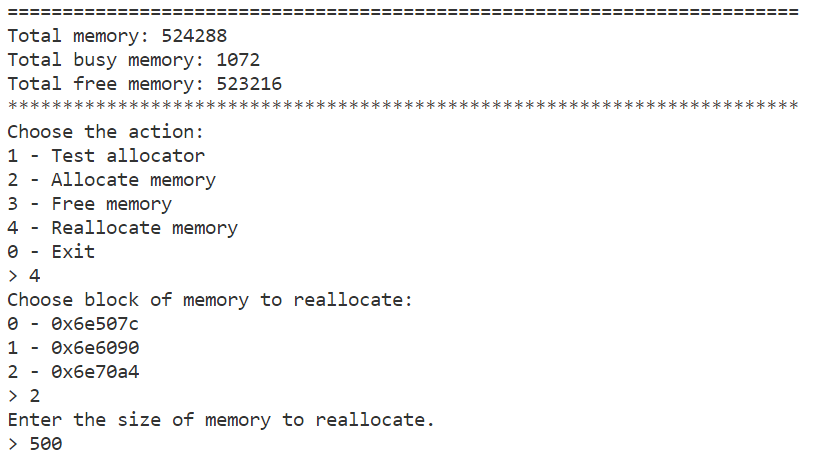 ========================================================================
Total memory: 524288
Total busy memory: 1072
Total free memory: 523216
************************************************************************
Choose the action:
1 - Test allocator
2 - Allocate memory
3 - Free memory
4 - Reallocate memory
0 - Exit
> 4
Choose block of memory to reallocate:
0 - 0x6e507c
1 - 0x6e6090
2 - 0x6e70a4
> 2
Enter the size of memory to reallocate.
> 500